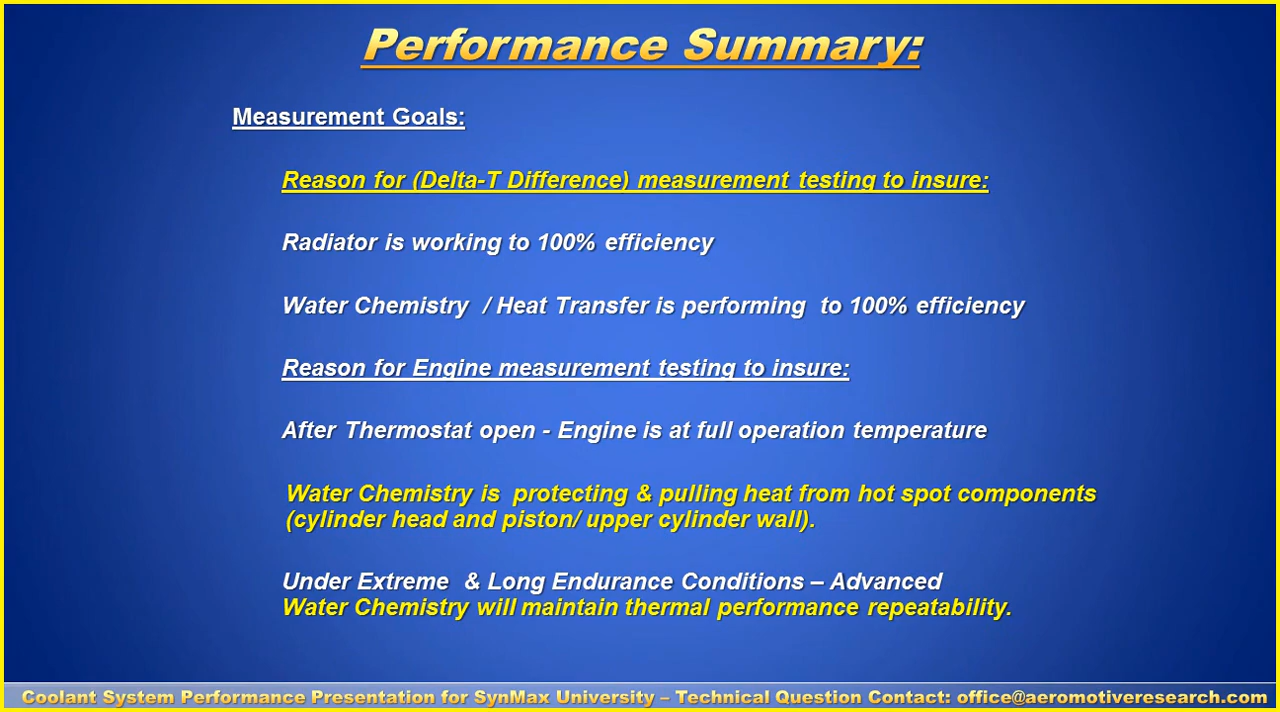 Performance Summary:
Measurement Goals:
Reason for (Delta-T Difference) measurement testing to insure:
Radiator is working to 100% efficiency
Water Chemistry / Heat Transfer is performing to 100% efficiency
Reason for Engine measurement testing to insure:
After Thermostat open - Engine is at full operation temperature
Water Chemistry is protecting & pulling heat from hot spot components
(cylinder head and piston/ upper cylinder wall).
Under Extreme & Long Endurance Conditions – Advanced
Water Chemistry will maintain thermal performance repeatability.
Coolant System Performance Presentation for SynMax University – Technical Question Contact: office@aeromotiveresearch.com